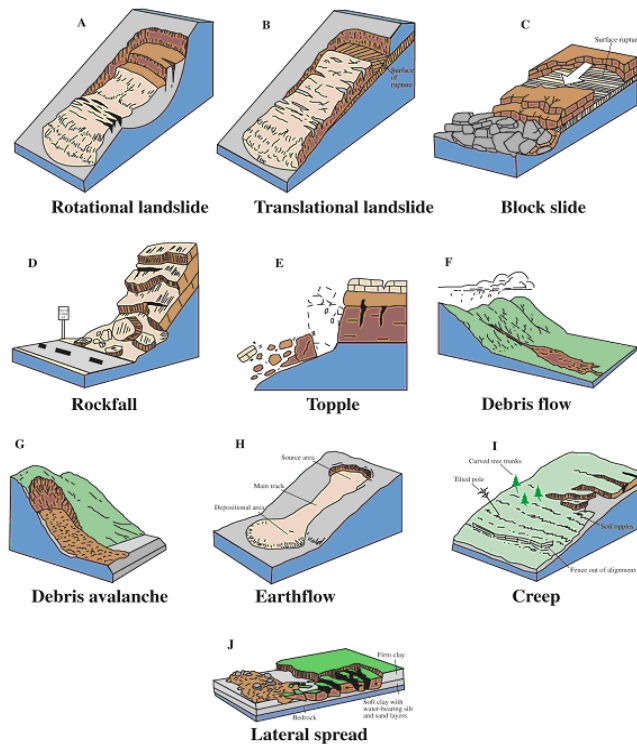 A
B
C
Surface rupture
Surface
of
rupture
Toe
Rotational landslide
Translational landslide
Block slide
D
E
F
Rockfall
Topple
Debris flow
G
H
I
Source area
Main track
Depositional area
Curved tree trunks
Tilted pole
Soil ripples
Fence out of alignment
Debris avalanche
Earthflow
Creep
J
Firm clay
Soft clay with
water-bearing silt
and sand layers
Bedrock
Lateral spread